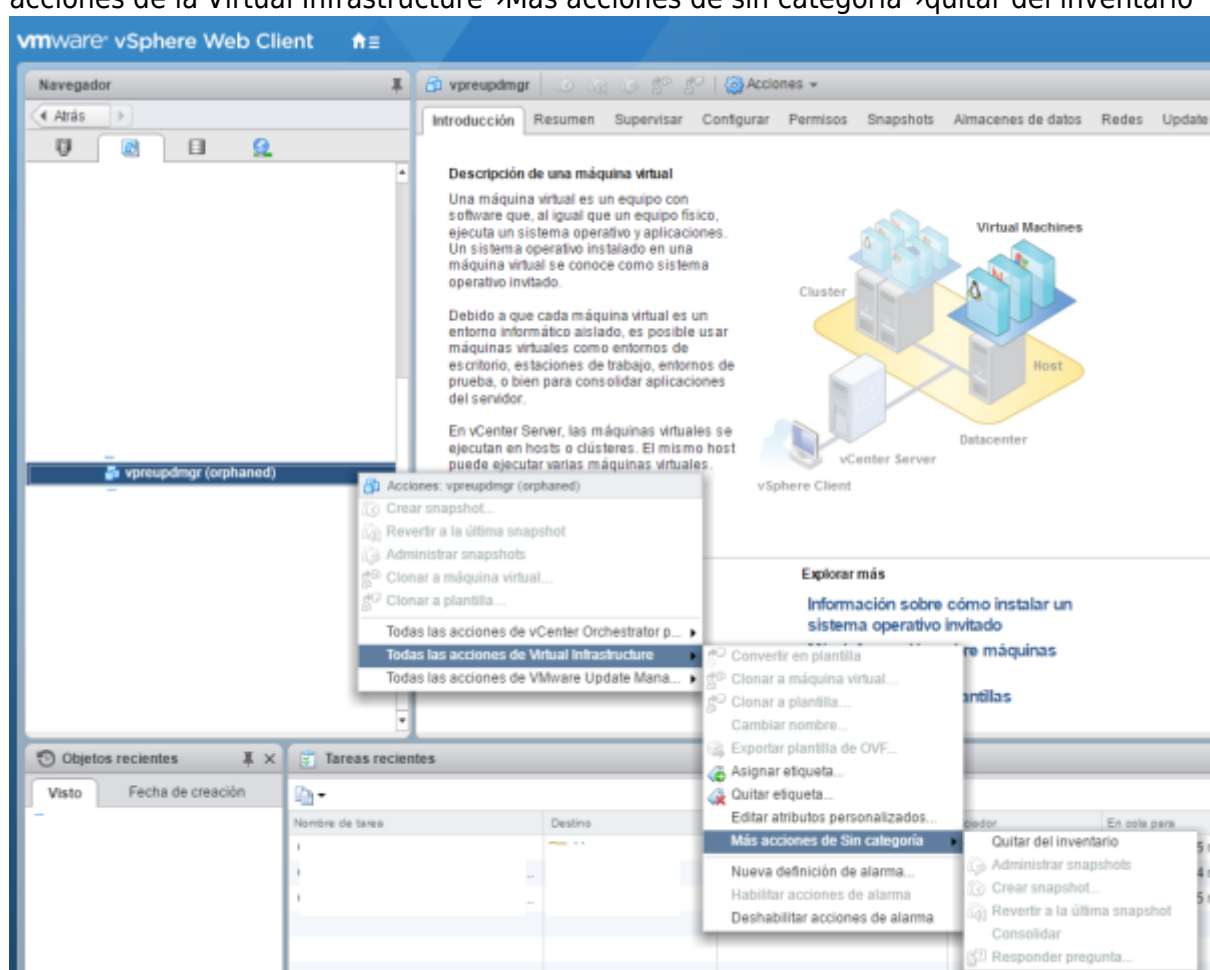 acciones de la Virtual Infrastructure→Más acciones de sin categoría→quitar del inventario
vmware® vSphere Web Client
Navegador
Atrás
vpreupdmgr (orphaned)
vpreupdmgr
Acciones
Introducción Resumen Supervisar Configurar Permisos Snapshots Almacenes de datos Redes Update
Descripción de una máquina virtual
Una máquina virtual es un equipo con
software que, al igual que un equipo físico,
ejecuta un sistema operativo y aplicaciones.
Un sistema operativo instalado en una
máquina virtual se conoce como sistema
operativo invitado.
Debido a que cada máquina virtual es un
entorno informático aislado, es posible usar
máquinas virtuales como entornos de
escritorio, estaciones de trabajo, entornos de
prueba, o bien para consolidar aplicaciones
del servidor.
En vCenter Server, las máquinas virtuales se
ejecutan en hosts o clústeres. El mismo host
puede ejecutar varias máquinas virtuales.
Virtual Machines
Cluster
Host
Datacenter
vCenter Server
vSphere Client
Explorar más
Información sobre cómo instalar un
sistema operativo invitado
re máquinas
antillas
Acciones: vpreupdmgr (orphaned)
Crear snapshot...
Revertir a la última snapshot
Administrar snapshots
Clonar a máquina virtual...
Clonar a plantilla...
Todas las acciones de vCenter Orchestrator p...
Todas las acciones de Virtual Infrastructure
Todas las acciones de VMware Update Mana...
Convertir en plantilla
Clonar a máquina virtual...
Clonar a plantilla...
Cambiar nombre...
Exportar plantilla de OVF...
Asignar etiqueta...
Quitar etiqueta...
Editar atributos personalizados...
Más acciones de Sin categoría
Nueva definición de alarma...
Habilitar acciones de alarma
Deshabilitar acciones de alarma
Quitar del inventario
Administrar snapshots
Crear snapshot...
Revertir a la última snapshot
Consolidar
Responder pregunta...
Objetos recientes
Visto Fecha de creación
Tareas recientes
Nombre de tarea Destino En cola para